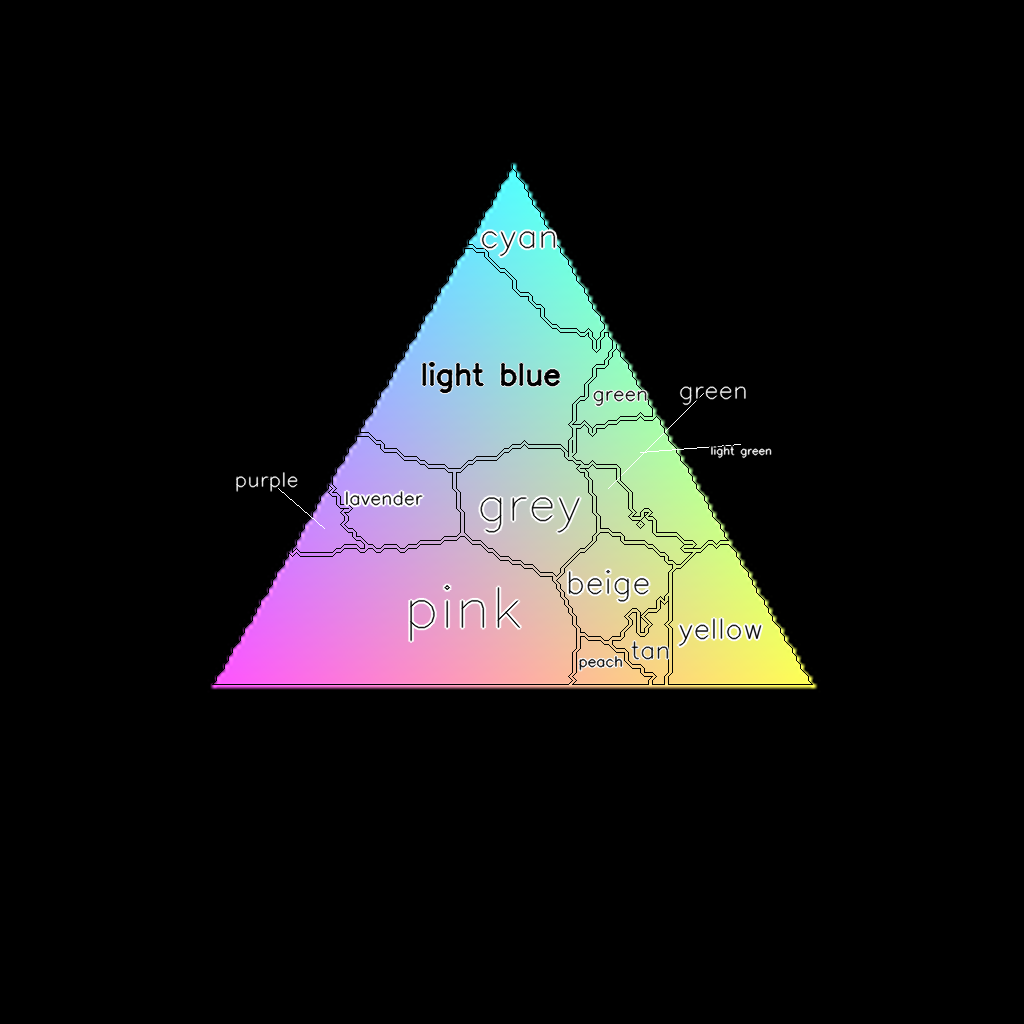 cyan
light blue
green
green
light green
purple
lavender
grey
beige
pink
yellow
tan
peach